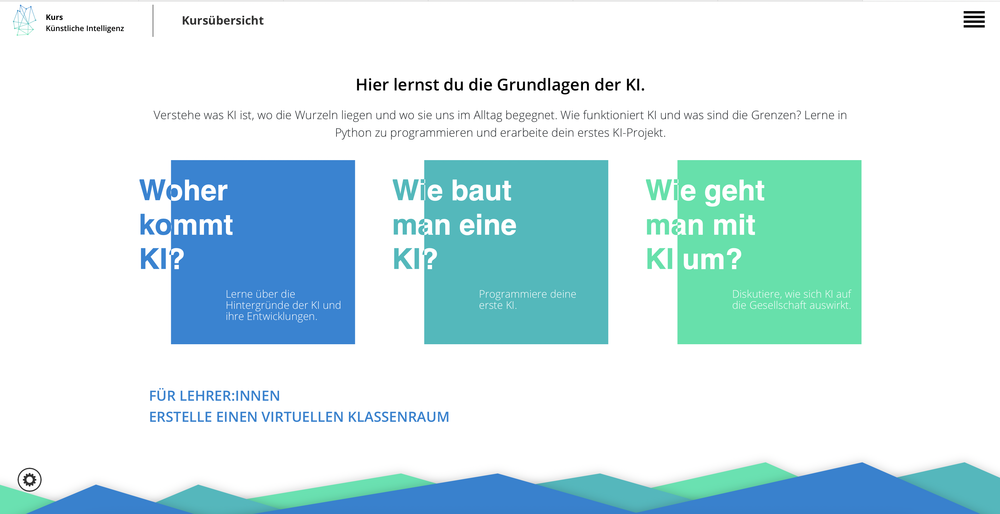 Kurs
Künstliche Intelligenz
Kursübersicht
Hier lernst du die Grundlagen der KI.
Verstehe was KI ist, wo die Wurzeln liegen und wo sie uns im Alltag begegnet. Wie funktioniert KI und was sind die Grenzen? Lerne in
Python zu programmieren und erarbeite dein erstes KI-Projekt.
Woher
kommt
KI?
Lerne über die
Hintergründe der KI und
ihre Entwicklungen.
Wie baut
man eine
KI?
Programmiere deine
erste KI.
Wie geht
man mit
KI um?
Diskutiere, wie sich KI auf
die Gesellschaft auswirkt.
FÜR LEHRER:INNEN
ERSTELLE EINEN VIRTUELLEN KLASSENRAUM